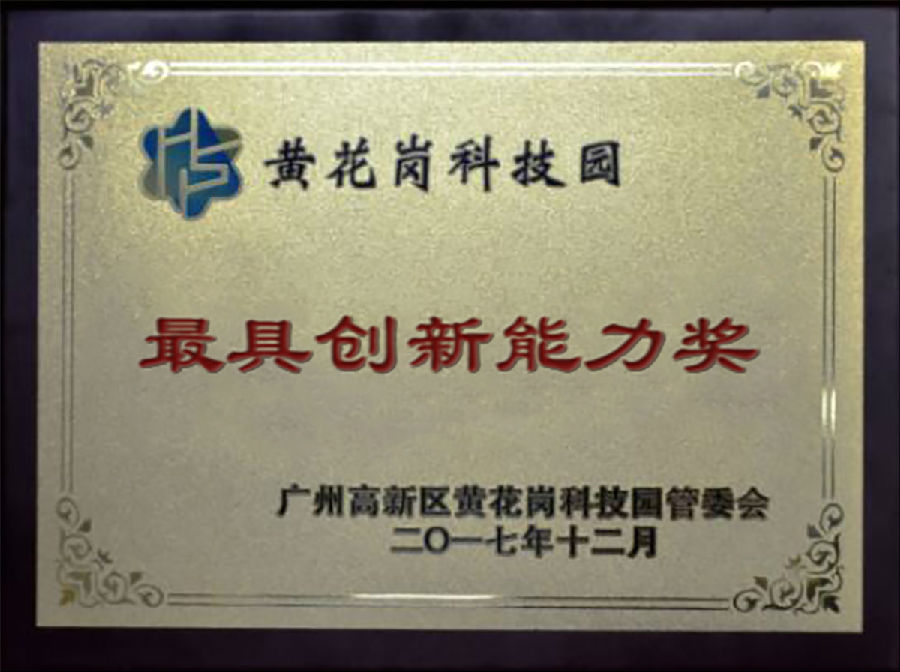 黄花岗科技园
最具创新能力奖
广州高新区黄花岗科技园管委会
二〇一七年十二月